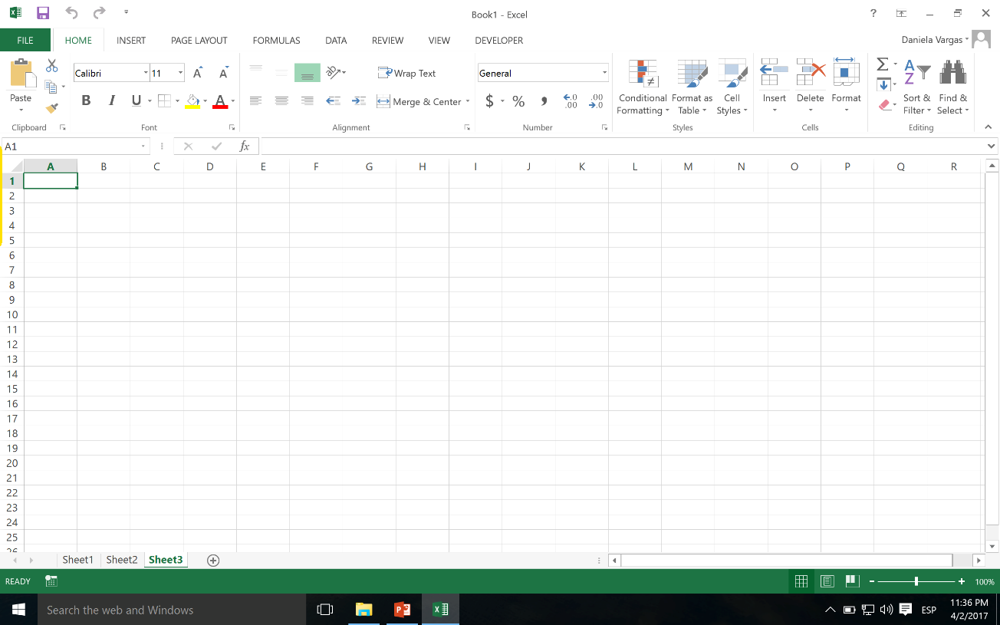 Book1 - Excel
?
FILE HOME INSERT PAGE LAYOUT FORMULAS DATA REVIEW VIEW DEVELOPER
Daniela Vargas
Paste
Clipboard
Calibri 11
A A
B I U A
Font
Wrap Text
Merge & Center
Alignment
General
$ % , ←.0 .00 .00 →.0
Number
Conditional Formatting
Format as Table
Cell Styles
Styles
Insert Delete Format
Cells
Σ
A Z
Sort & Filter
Find & Select
Editing
A1
fx
A B C D E F G H I J K L M N O P Q R
1
2
3
4
5
6
7
8
9
10
11
12
13
14
15
16
17
18
19
20
21
22
23
24
25
26
Sheet1 Sheet2 Sheet3
READY
100%
Search the web and Windows
ESP
11:36 PM
4/2/2017